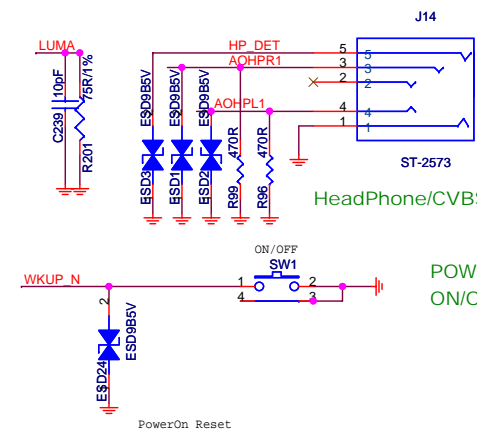 J14
LUMA
HP_DET
AOHPR1
AOHPL1
5 5
3 3
2 2
4 4
1 1
ST-2573
C239 10pF
R201 75R/1%
ESD3 ESD9B5V
ESD1 ESD9B5V
ESD2 ESD9B5V
R99 470R
R96 470R
HeadPhone/CVBS
ON/OFF
SW1
WKUP_N
1 2
4 3
2
ESD24 ESD9B5V
POW
ON/O
PowerOn Reset